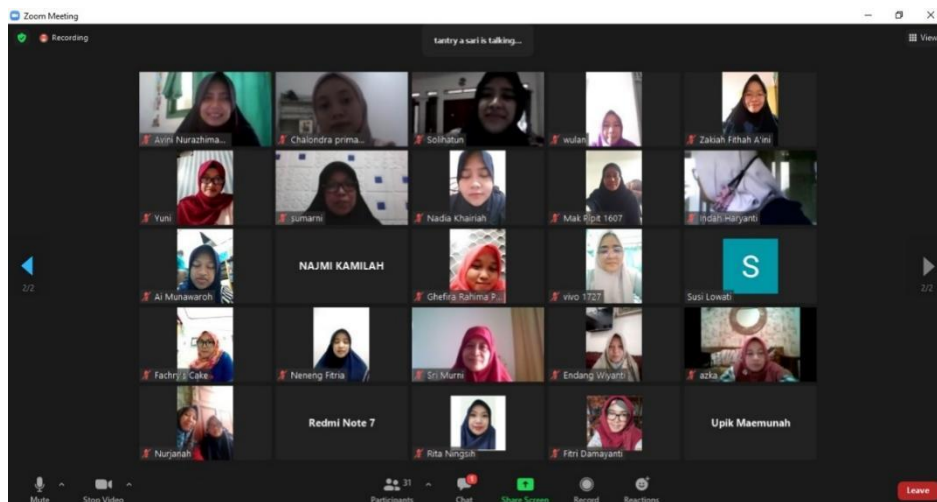 Zoom Meeting
Recording
tantry a sari is talking...
View
Avini Nurazhima...
Chalondra prima...
Solihatun
wulan
Zakiah Fithah A'ini
Yuni
sumarni
Nadia Khairiah
Mak Pipit 1607
Indah Haryanti
2/2
2/2
Ai Munawaroh
NAJMI KAMILAH
Ghefira Rahima P...
vivo 1727
S
Susi Lowati
Fachry's Cake
Neneng Fitria
Sri Murni
Endang Wiyanti
azka
Nurjanah
Redmi Note 7
Rita Ningsih
Fitri Damayanti
Upik Maemunah
31
1
Mute
Stop Video
Participants
Chat
Share Screen
Record
Reactions
Leave